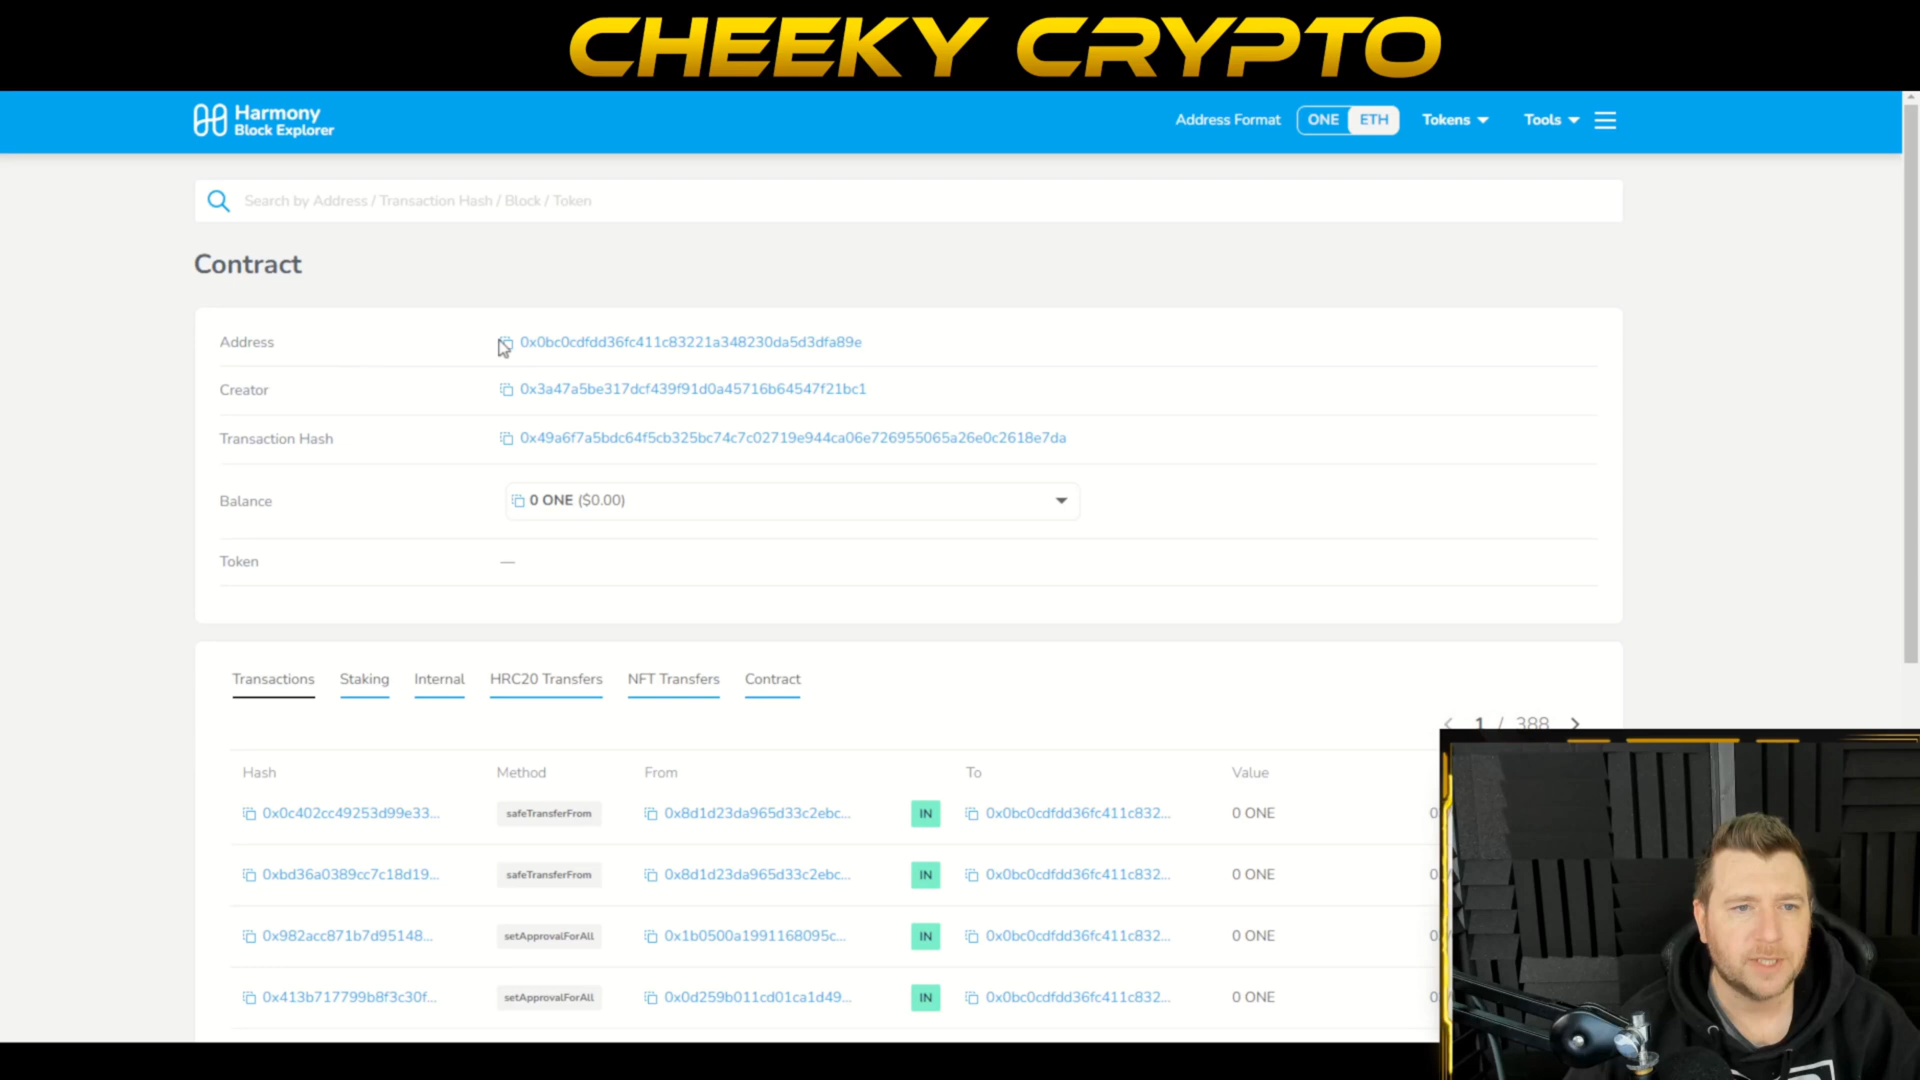 CHEEKY CRYPTO
Harmony
Block Explorer
Address Format ONE ETH Tokens Tools
Search by Address / Transaction Hash / Block / Token
Contract
Address 0x0bc0cdfdd36fc411c83221a348230da5d3dfa89e
Creator 0x3a47a5be317dcf439f91d0a45716b64547f21bc1
Transaction Hash 0x49a6f7a5bdc64f5cb325bc74c7c02719e944ca06e726955065a26e0c2618e7da
Balance 0 ONE ($0.00)
Token —
Transactions Staking Internal HRC20 Transfers NFT Transfers Contract
1 / 388
Hash Method From To Value
0x0c402cc49253d99e33... safeTransferFrom 0x8d1d23da965d33c2ebc... IN 0x0bc0cdfdd36fc411c832... 0 ONE
0xbd36a0389cc7c18d19... safeTransferFrom 0x8d1d23da965d33c2ebc... IN 0x0bc0cdfdd36fc411c832... 0 ONE
0x982acc871b7d95148... setApprovalForAll 0x1b0500a1991168095c... IN 0x0bc0cdfdd36fc411c832... 0 ONE
0x413b717799b8f3c30f... setApprovalForAll 0x0d259b011cd01ca1d49... IN 0x0bc0cdfdd36fc411c832... 0 ONE